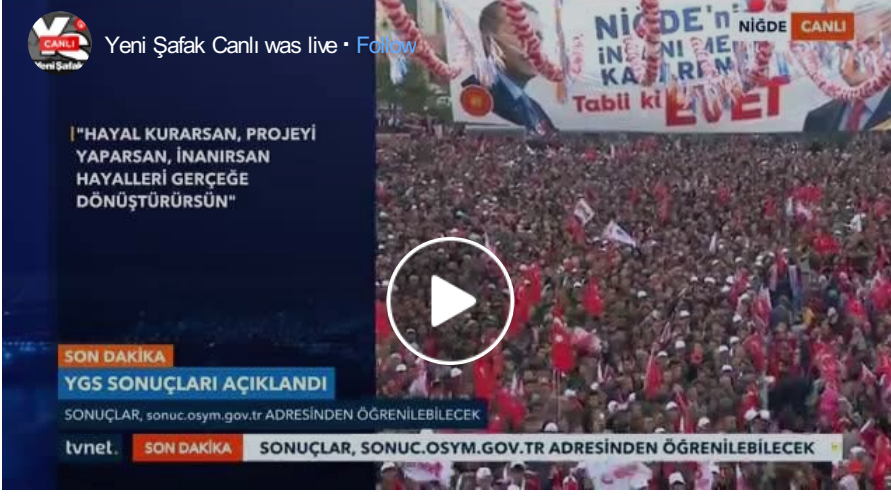 Yeni Şafak Canlı was live · Follow
CANLI
Yeni Şafak
NİĞDE CANLI
NİĞDE'n
Tabii ki EVET
"HAYAL KURARSAN, PROJEYİ
YAPARSAN, İNANIRSAN
HAYALLERİ GERÇEĞE
DÖNÜŞTÜRÜRSÜN"
SON DAKİKA
YGS SONUÇLARI AÇIKLANDI
SONUÇLAR, sonuc.osym.gov.tr ADRESİNDEN ÖĞRENİLEBİLECEK
tvnet. SON DAKİKA SONUÇLAR, SONUC.OSYM.GOV.TR ADRESİNDEN ÖĞRENİLEBİLECEK